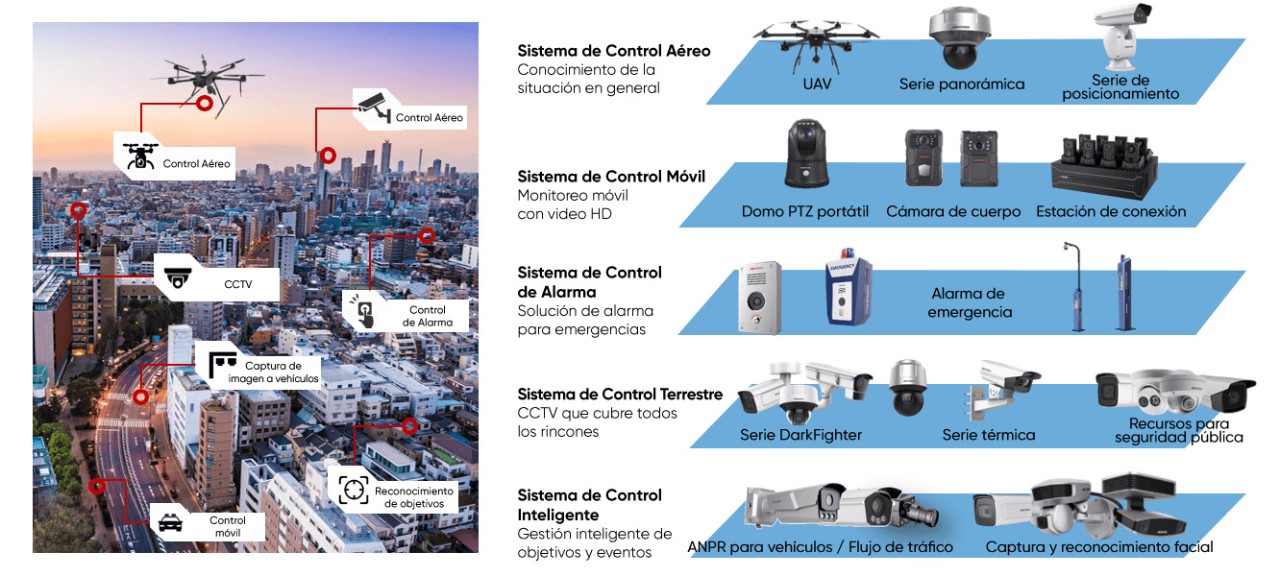 Control Aéreo
Control Aéreo
CCTV
Control
de Alarma
Captura de
imagen a vehículos
Reconocimiento
de objetivos
Control
móvil
Sistema de Control Aéreo
Conocimiento de la
situación en general
UAV
Serie panorámica
Serie de
posicionamiento
Sistema de Control Móvil
Monitoreo móvil
con video HD
Domo PTZ portátil
Cámara de cuerpo
Estación de conexión
Sistema de Control
de Alarma
Solución de alarma
para emergencias
EMERGENCY
Alarma de
emergencia
Sistema de Control Terrestre
CCTV que cubre todos
los rincones
Serie DarkFighter
Serie térmica
Recursos para
seguridad pública
Sistema de Control
Inteligente
Gestión inteligente de
objetivos y eventos
ANPR para vehículos / Flujo de tráfico
Captura y reconocimiento facial